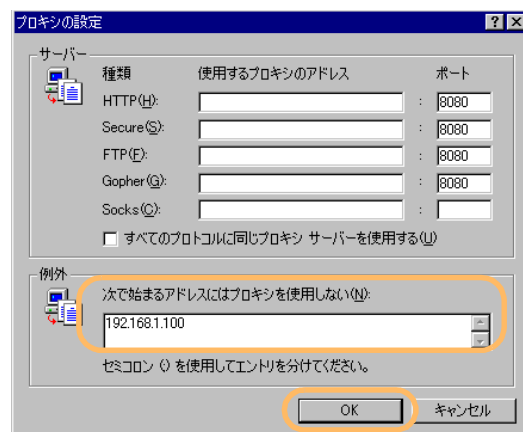 プロキシの設定
サーバー
種類 使用するプロキシのアドレス ポート
HTTP(H): : 8080
Secure(S): : 8080
FTP(F): : 8080
Gopher(G): : 8080
Socks(C): :
すべてのプロトコルに同じプロキシ サーバーを使用する(U)
例外
次で始まるアドレスにはプロキシを使用しない(N):
192.168.1.100
セミコロン (;) を使用してエントリを分けてください。
OK キャンセル